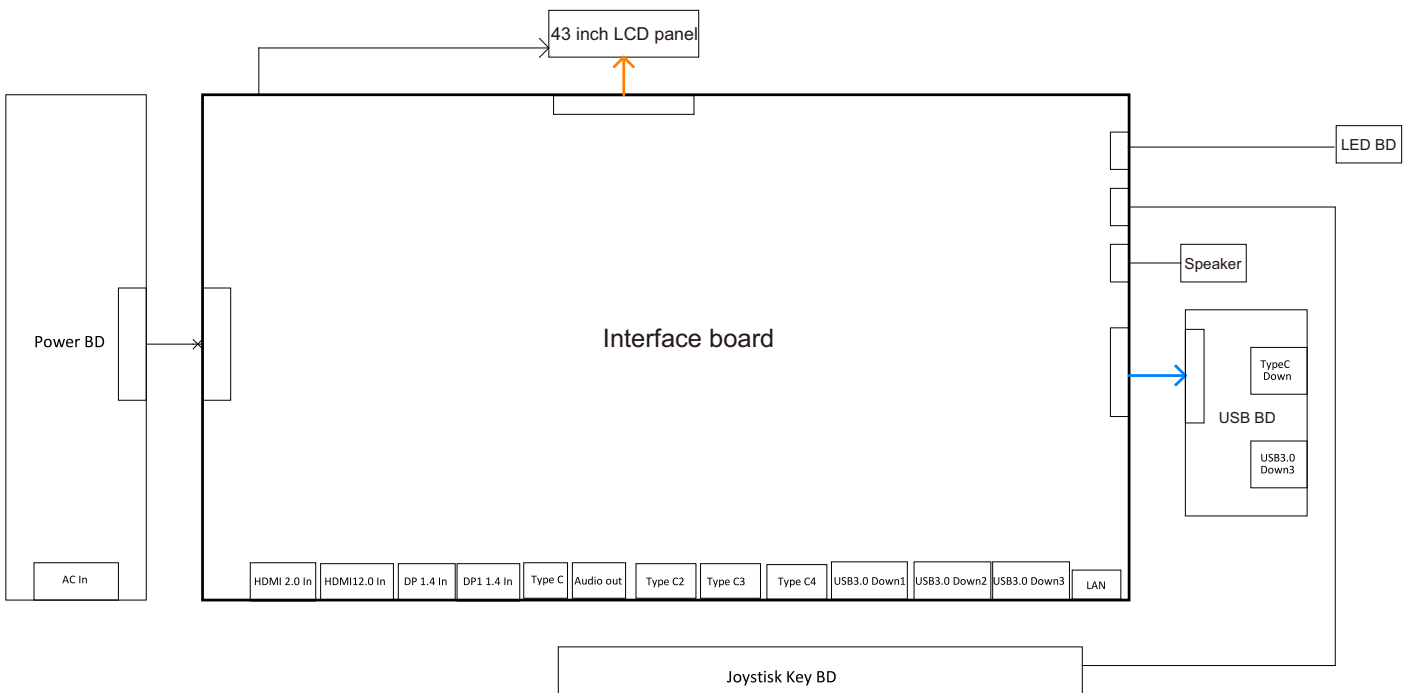 43 inch LCD panel
LED BD
Speaker
Interface board
Power BD
TypeC
Down
USB BD
USB3.0
Down3
AC In
HDMI 2.0 In
HDMI12.0 In
DP 1.4 In
DP1 1.4 In
Type C
Audio out
Type C2
Type C3
Type C4
USB3.0 Down1
USB3.0 Down2
USB3.0 Down3
LAN
Joystisk Key BD